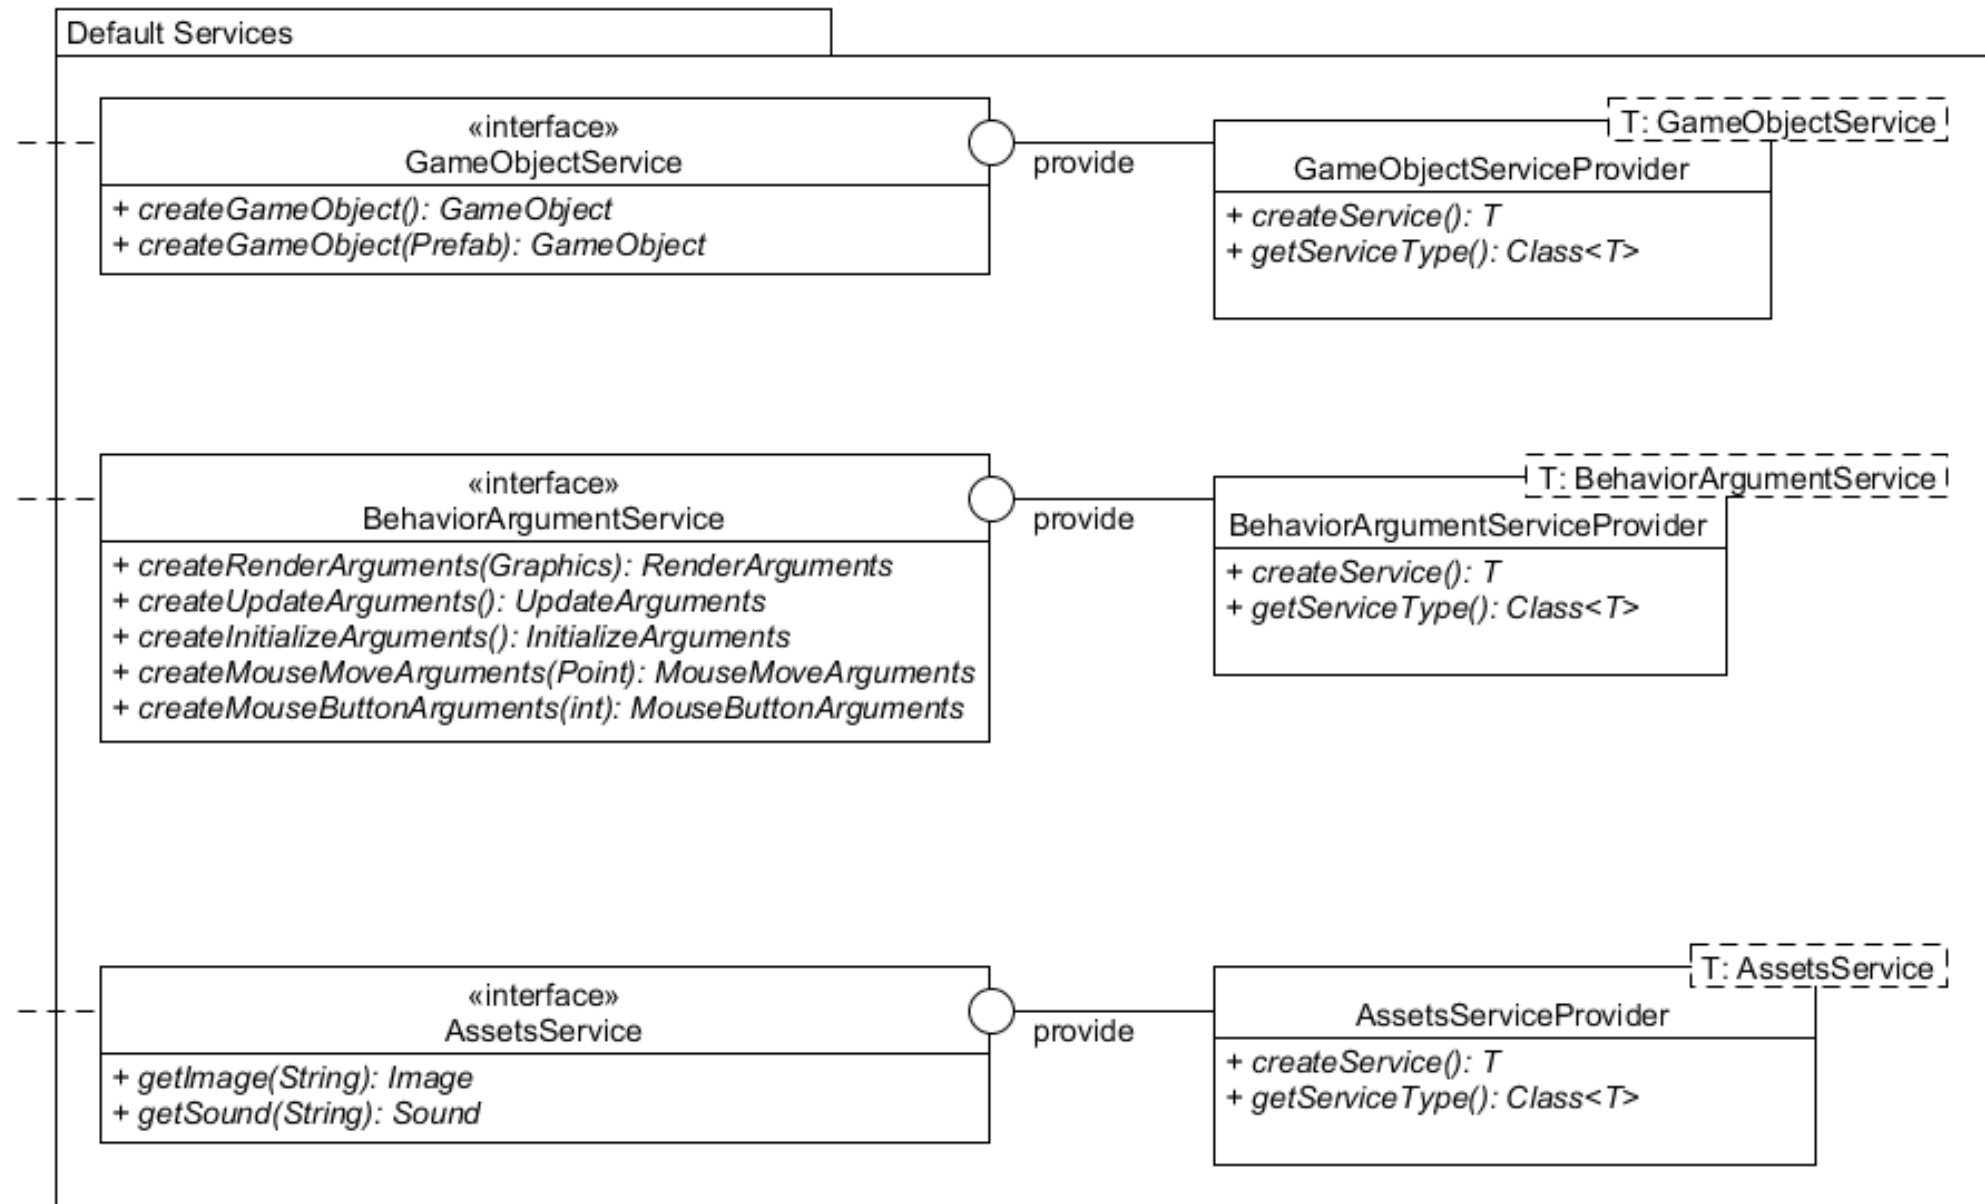 Default Services
«interface»
GameObjectService
+ createGameObject(): GameObject
+ createGameObject(Prefab): GameObject
provide
T: GameObjectService
GameObjectServiceProvider
+ createService(): T
+ getServiceType(): Class<T>
«interface»
BehaviorArgumentService
+ createRenderArguments(Graphics): RenderArguments
+ createUpdateArguments(): UpdateArguments
+ createInitializeArguments(): InitializeArguments
+ createMouseMoveArguments(Point): MouseMoveArguments
+ createMouseButtonArguments(int): MouseButtonArguments
provide
T: BehaviorArgumentService
BehaviorArgumentServiceProvider
+ createService(): T
+ getServiceType(): Class<T>
«interface»
AssetsService
+ getImage(String): Image
+ getSound(String): Sound
provide
T: AssetsService
AssetsServiceProvider
+ createService(): T
+ getServiceType(): Class<T>